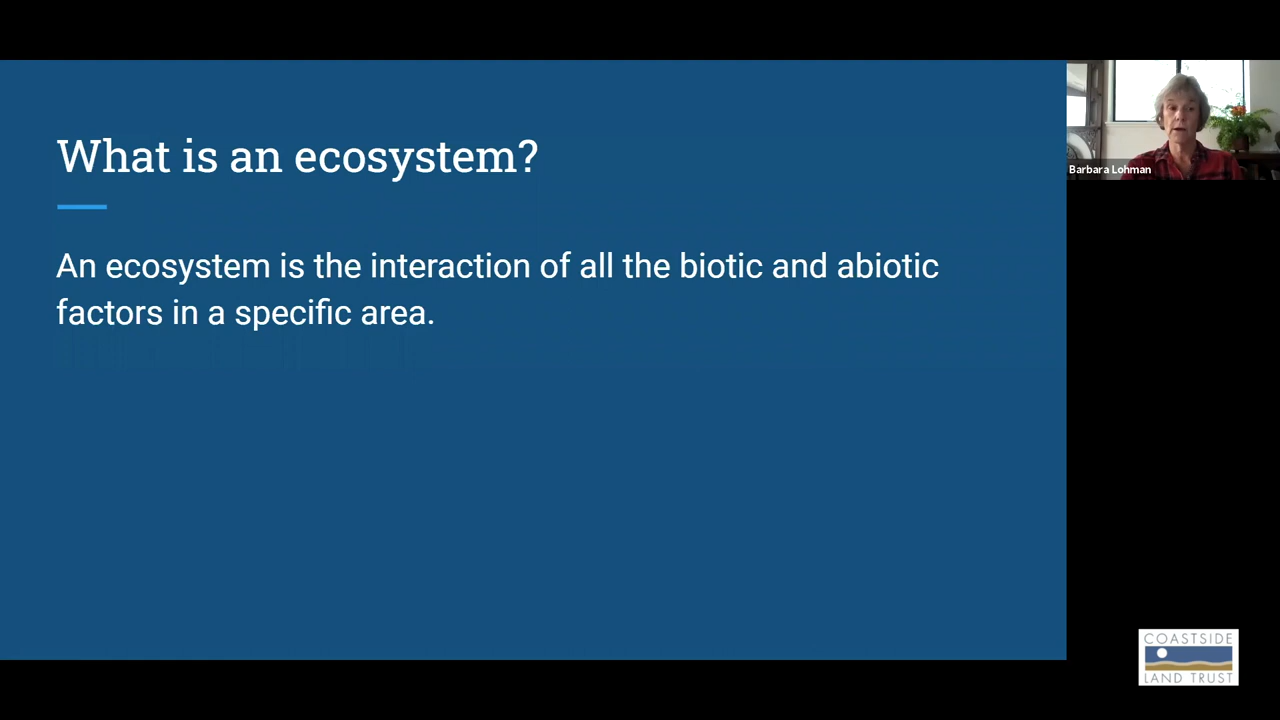 What is an ecosystem?
An ecosystem is the interaction of all the biotic and abiotic
factors in a specific area.
Barbara Lohman
COASTSIDE
LAND TRUST